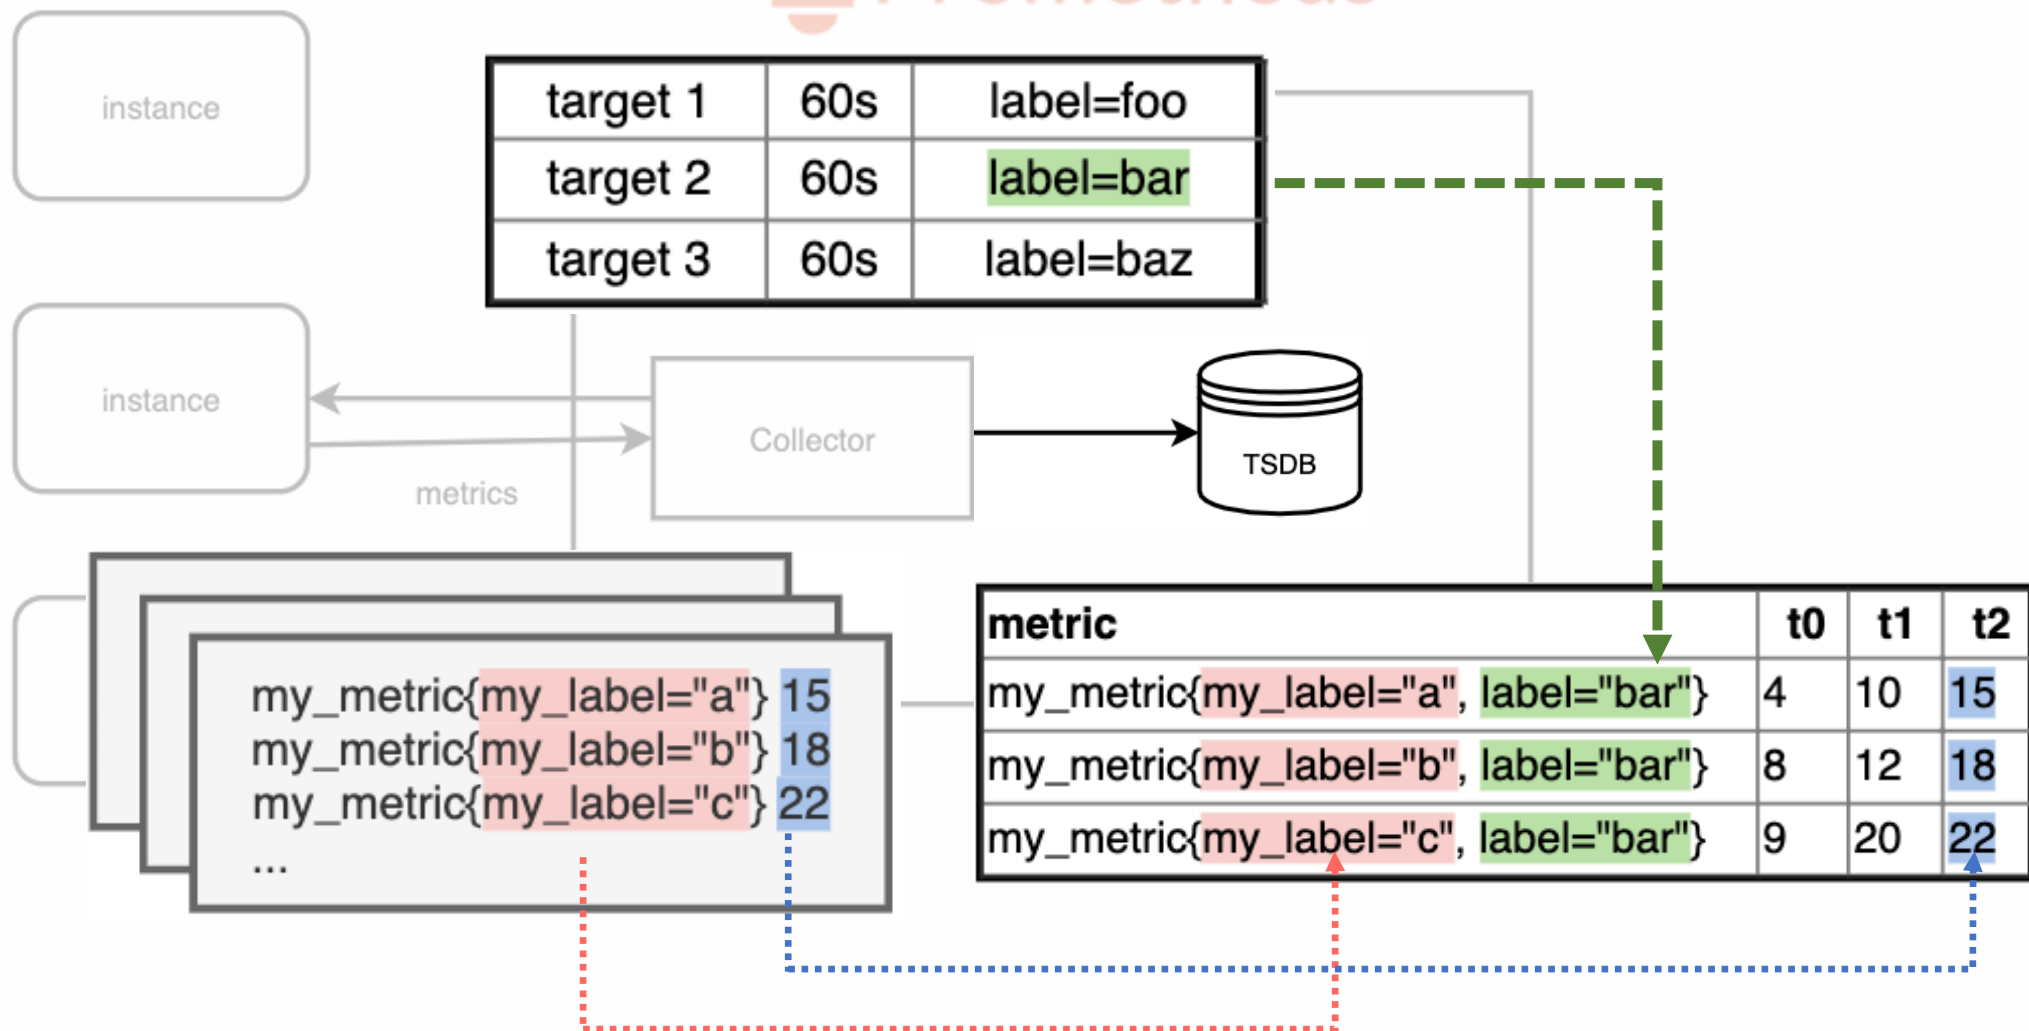 Prometheus
instance
target 1 60s label=foo
target 2 60s label=bar
target 3 60s label=baz
instance
metrics
Collector
TSDB
my_metric{my_label="a"} 15
my_metric{my_label="b"} 18
my_metric{my_label="c"} 22
...
metric t0 t1 t2
my_metric{my_label="a", label="bar"} 4 10 15
my_metric{my_label="b", label="bar"} 8 12 18
my_metric{my_label="c", label="bar"} 9 20 22